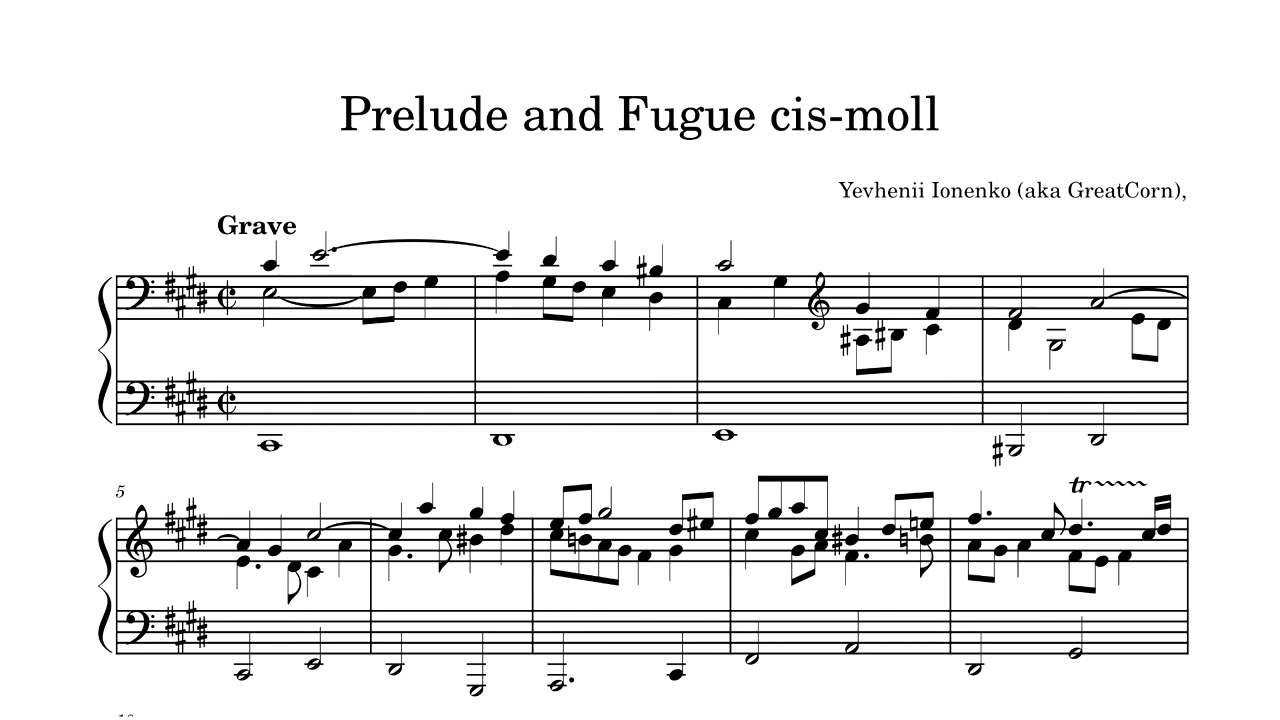 Prelude and Fugue cis-moll
Yevhenii Ionenko (aka GreatCorn),
Grave
5
tr